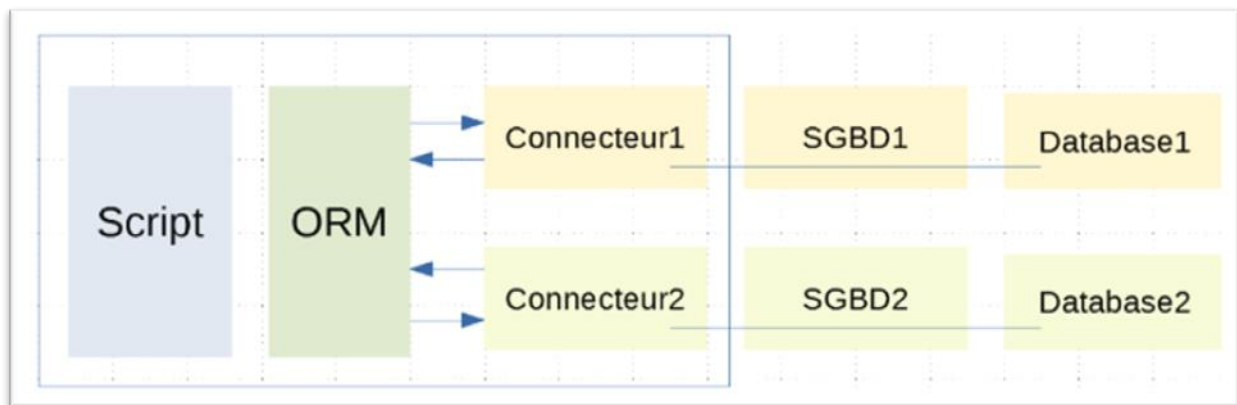 Script
ORM
Connecteur1
SGBD1
Database1
Connecteur2
SGBD2
Database2